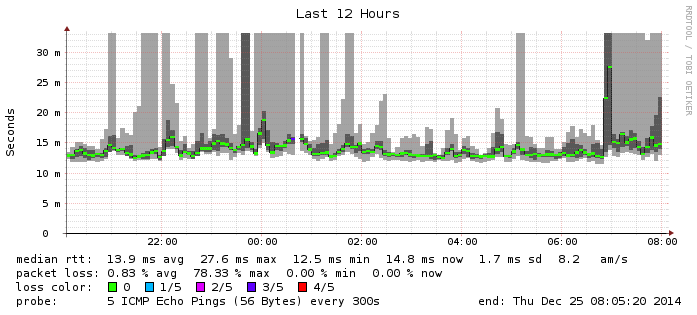 Last 12 Hours
RRDTOOL / TOBI OETIKER
Seconds
30 m
25 m
20 m
15 m
10 m
5 m
0
22:00 00:00 02:00 04:00 06:00 08:00
median rtt: 13.9 ms avg 27.6 ms max 12.5 ms min 14.8 ms now 1.7 ms sd 8.2 am/s
packet loss: 0.83 % avg 78.33 % max 0.00 % min 0.00 % now
loss color: 0 1/5 2/5 3/5 4/5
probe: 5 ICMP Echo Pings (56 Bytes) every 300s end: Thu Dec 25 08:05:20 2014